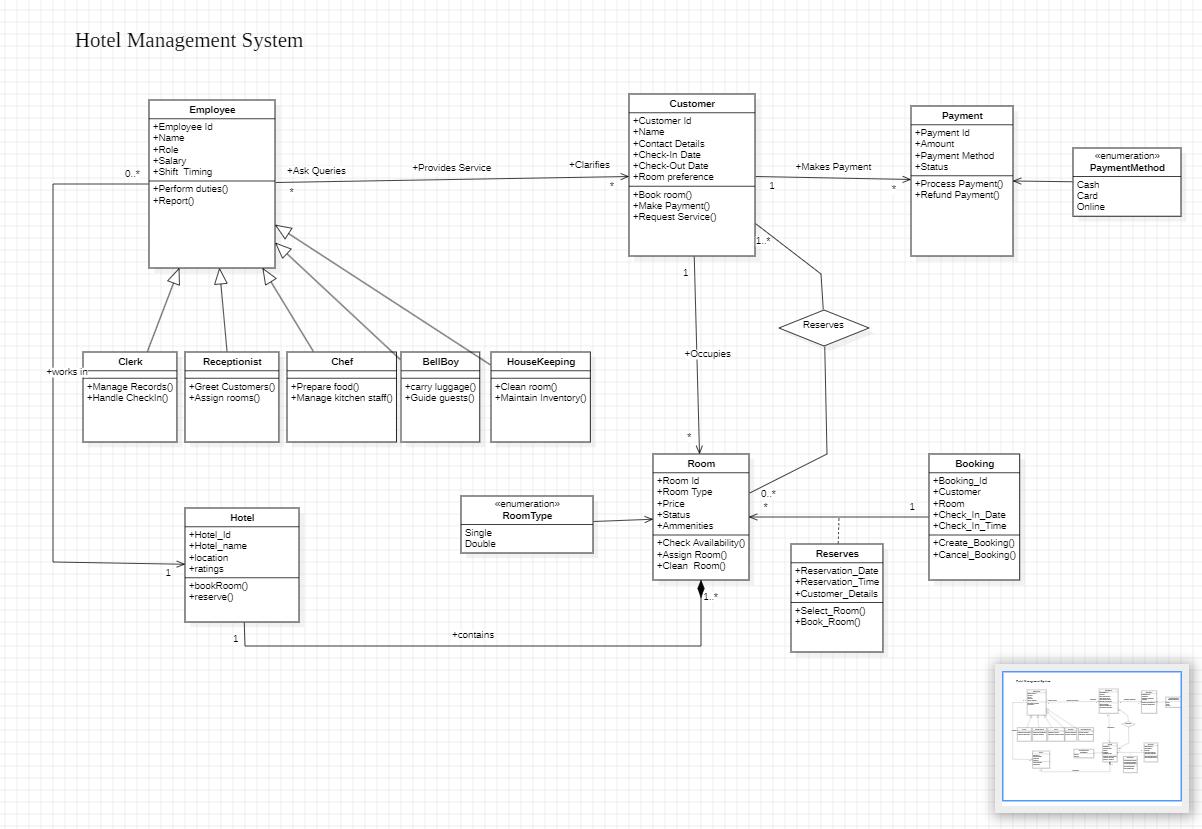 Hotel Management System
Employee
+Employee Id
+Name
+Role
+Salary
+Shift Timing
+Perform duties()
+Report()
0..*
+Ask Queries
*
+Provides Service
+Clarifies
*
Customer
+Customer Id
+Name
+Contact Details
+Check-In Date
+Check-Out Date
+Room preference
+Book room()
+Make Payment()
+Request Service()
+Makes Payment
1
*
Payment
+Payment Id
+Amount
+Payment Method
+Status
+Process Payment()
+Refund Payment()
«enumeration»
PaymentMethod
Cash
Card
Online
1..*
1
Reserves
+Occupies
*
+works in
Clerk
+Manage Records()
+Handle CheckIn()
Receptionist
+Greet Customers()
+Assign rooms()
Chef
+Prepare food()
+Manage kitchen staff()
BellBoy
+carry luggage()
+Guide guests()
HouseKeeping
+Clean room()
+Maintain Inventory()
Hotel
+Hotel_Id
+Hotel_name
+location
+ratings
+bookRoom()
+reserve()
1
1
+contains
«enumeration»
RoomType
Single
Double
Room
+Room Id
+Room Type
+Price
+Status
+Ammenities
+Check Availability()
+Assign Room()
+Clean Room()
1..*
0..*
*
1
Booking
+Booking_Id
+Customer
+Room
+Check_In_Date
+Check_In_Time
+Create_Booking()
+Cancel_Booking()
Reserves
+Reservation_Date
+Reservation_Time
+Customer_Details
+Select_Room()
+Book_Room()